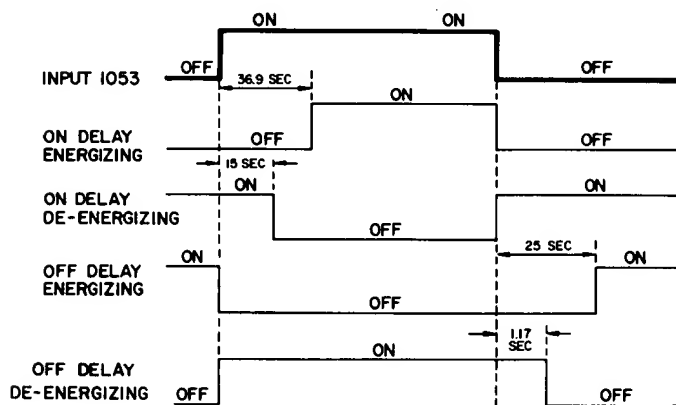 ON ON
INPUT 1053 OFF OFF
36.9 SEC
ON
ON DELAY
ENERGIZING
OFF OFF
15 SEC
ON ON
ON DELAY
DE-ENERGIZING
OFF
25 SEC
ON ON
OFF DELAY
ENERGIZING
OFF
1.17
SEC
ON
OFF DELAY
DE-ENERGIZING
OFF OFF